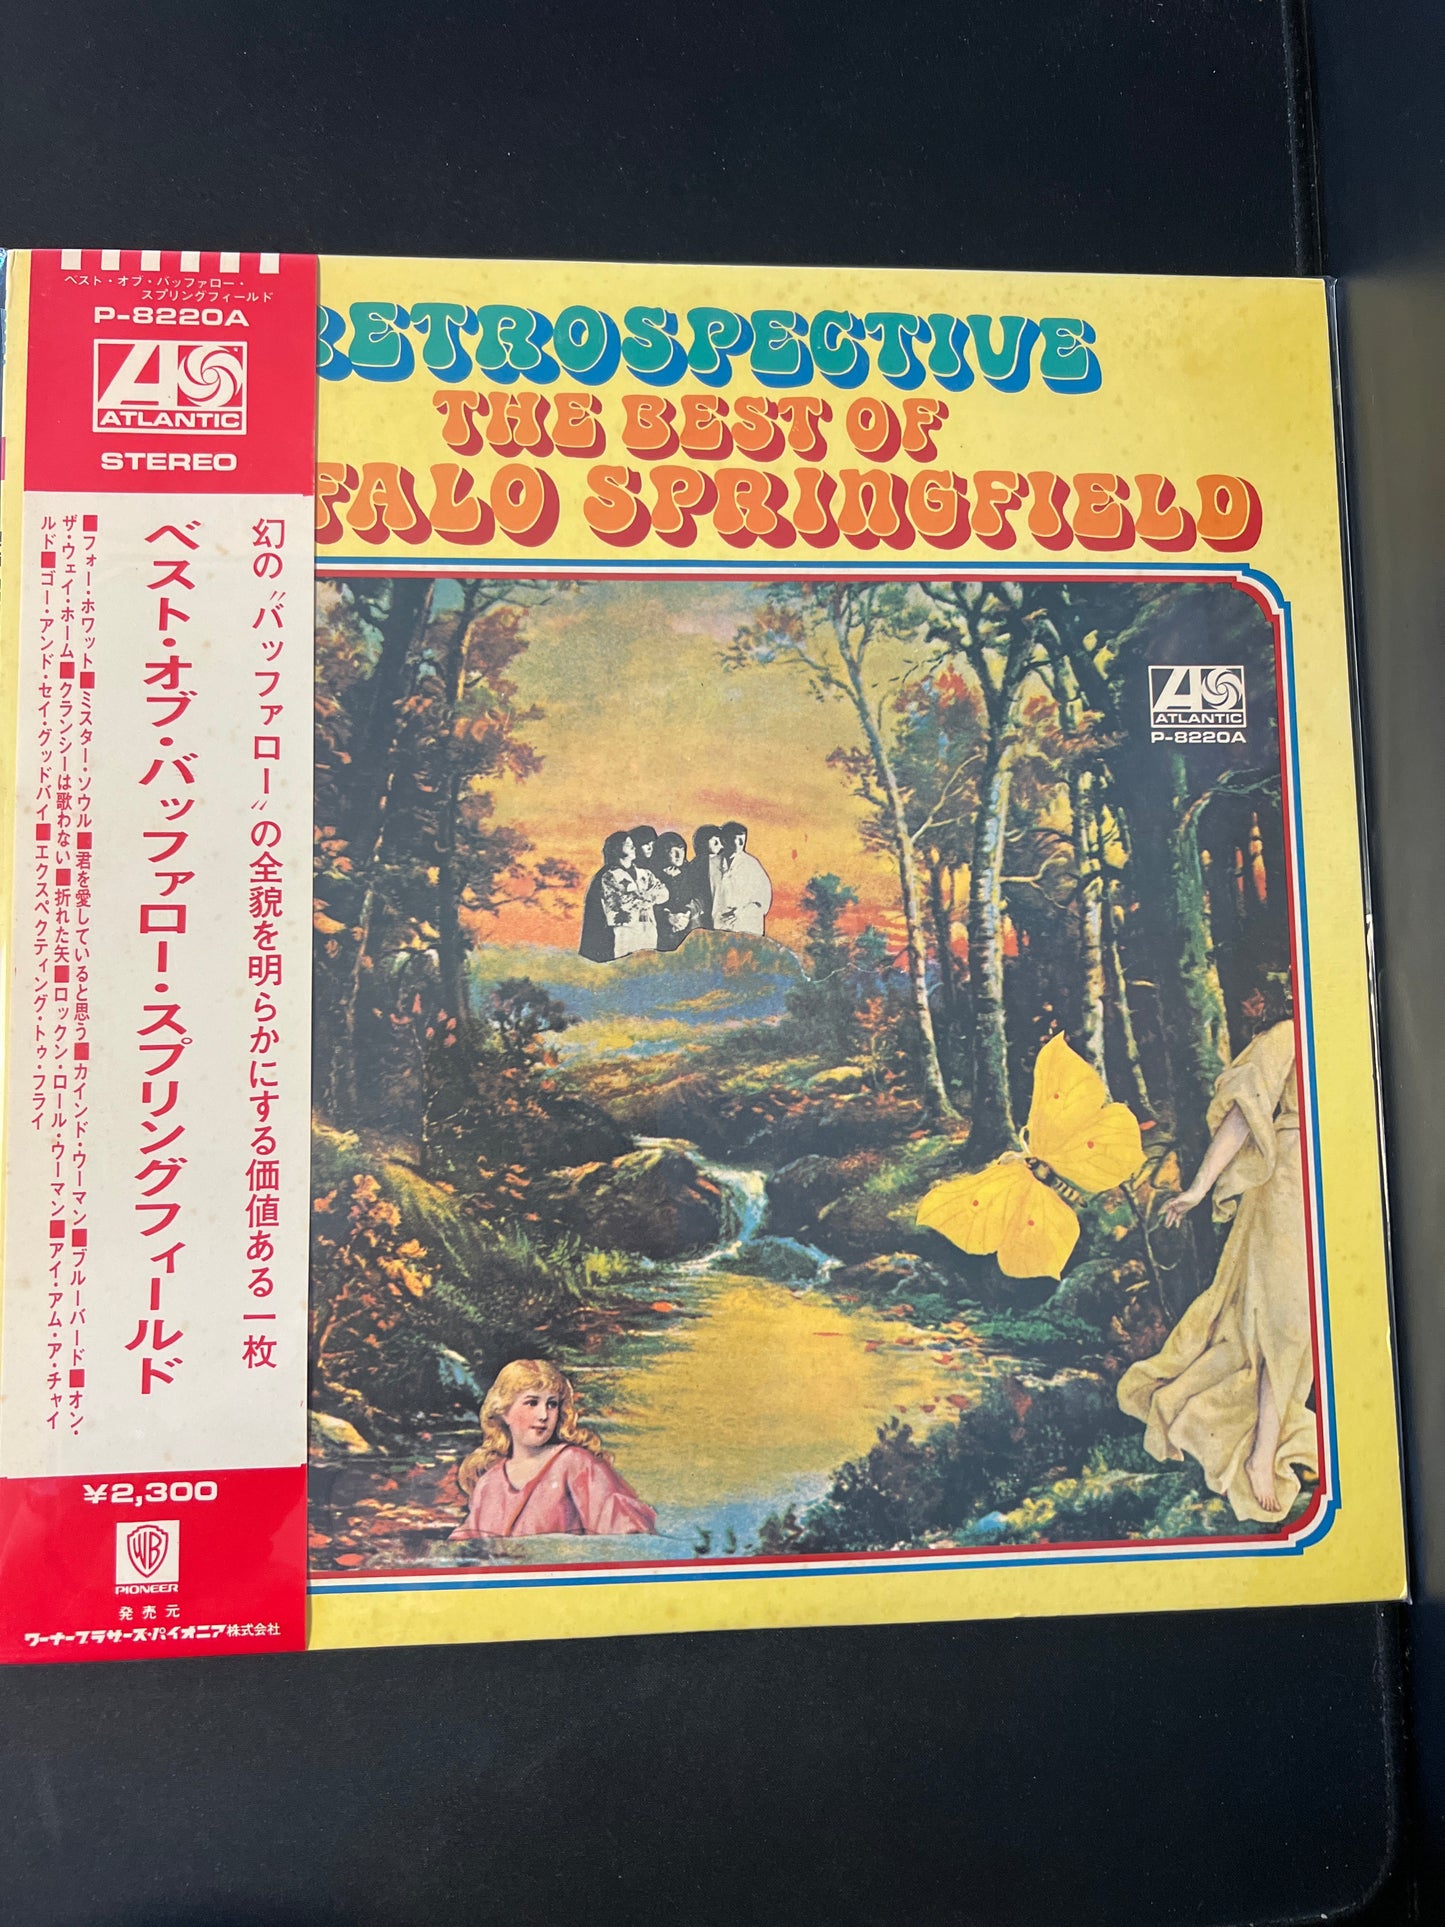 ベスト・オブ・バッファロー・
スプリングフィールド
P-8220A
ATLANTIC
STEREO
幻の〝バッファロー〟の全貌を明らかにする価値ある一枚
ベスト・オブ・バッファロー・スプリングフィールド
■フォー・ホワット■ミスター・ソウル■君を愛していると思う■カインド・ウーマン■ブルーバード■オン・
ザ・ウェイ・ホーム■クランシーは歌わない■折れた矢■ロックン・ロール・ウーマン■アイ・アム・ア・チャイ
ルド■ゴー・アンド・セイ・グッドバイ■エクスペクティング・トゥ・フライ
¥2,300
WB
PIONEER
発売元
ワーナーブラザーズ・パイオニア株式会社
RETROSPECTIVE
THE BEST OF
FALO SPRINGFIELD
ATLANTIC
P-8220A